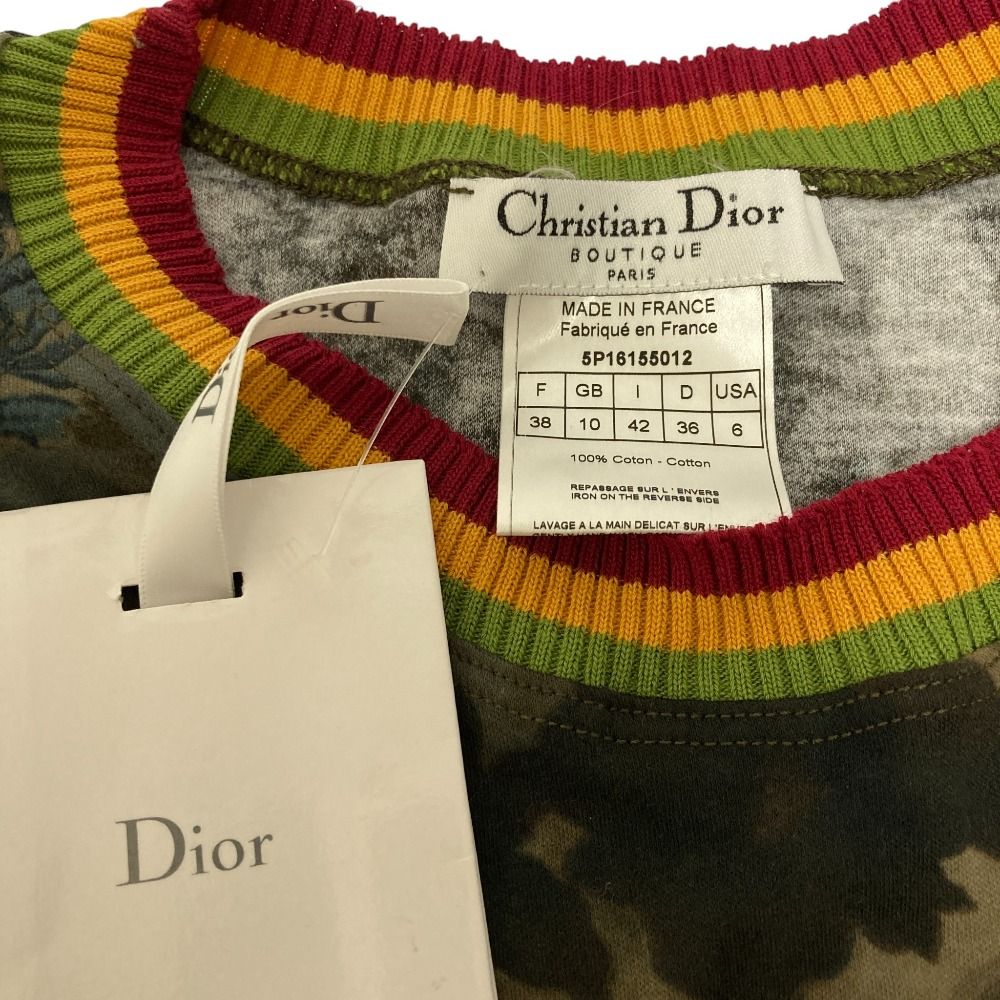 Christian Dior
BOUTIQUE
PARIS
MADE IN FRANCE
Fabriqué en France
5P16155012
F GB I D USA
38 10 42 36 6
100% Coton - Cotton
REPASSAGE SUR L ' ENVERS
IRON ON THE REVERSE SIDE
LAVAGE A LA MAIN DELICAT SUR L'ENVERS
Dior
Dior